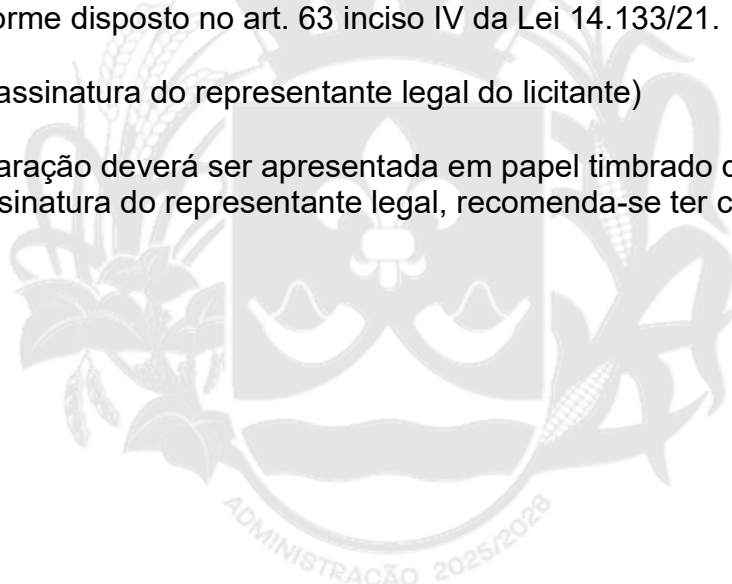 orme disposto no art. 63 inciso IV da Lei 14.133/21.
assinatura do representante legal do licitante)
aração deverá ser apresentada em papel timbrado
sinatura do representante legal, recomenda-se ter
ADMINISTRAÇÃO 2025/2028